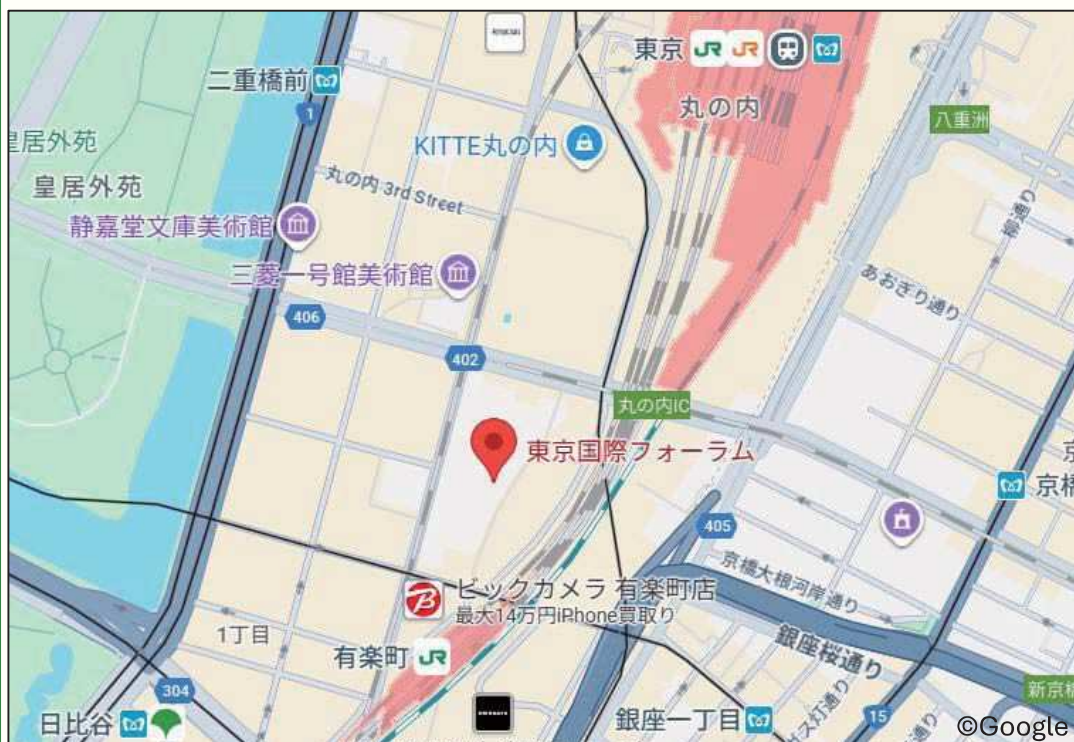 東京 JR JR
二重橋前
1
丸の内
八重洲
皇居外苑
KITTE丸の内
皇居外苑
丸の内 3rd Street
静嘉堂文庫美術館
三菱一号館美術館
あおぎり通り
406
402
丸の内IC
東京国際フォーラム
405
京橋大根河岸通り
ビックカメラ 有楽町店
最大14万円iPhone買取り
1丁目
有楽町 JR
銀座桜通り
304
日比谷
銀座一丁目
15
©Google